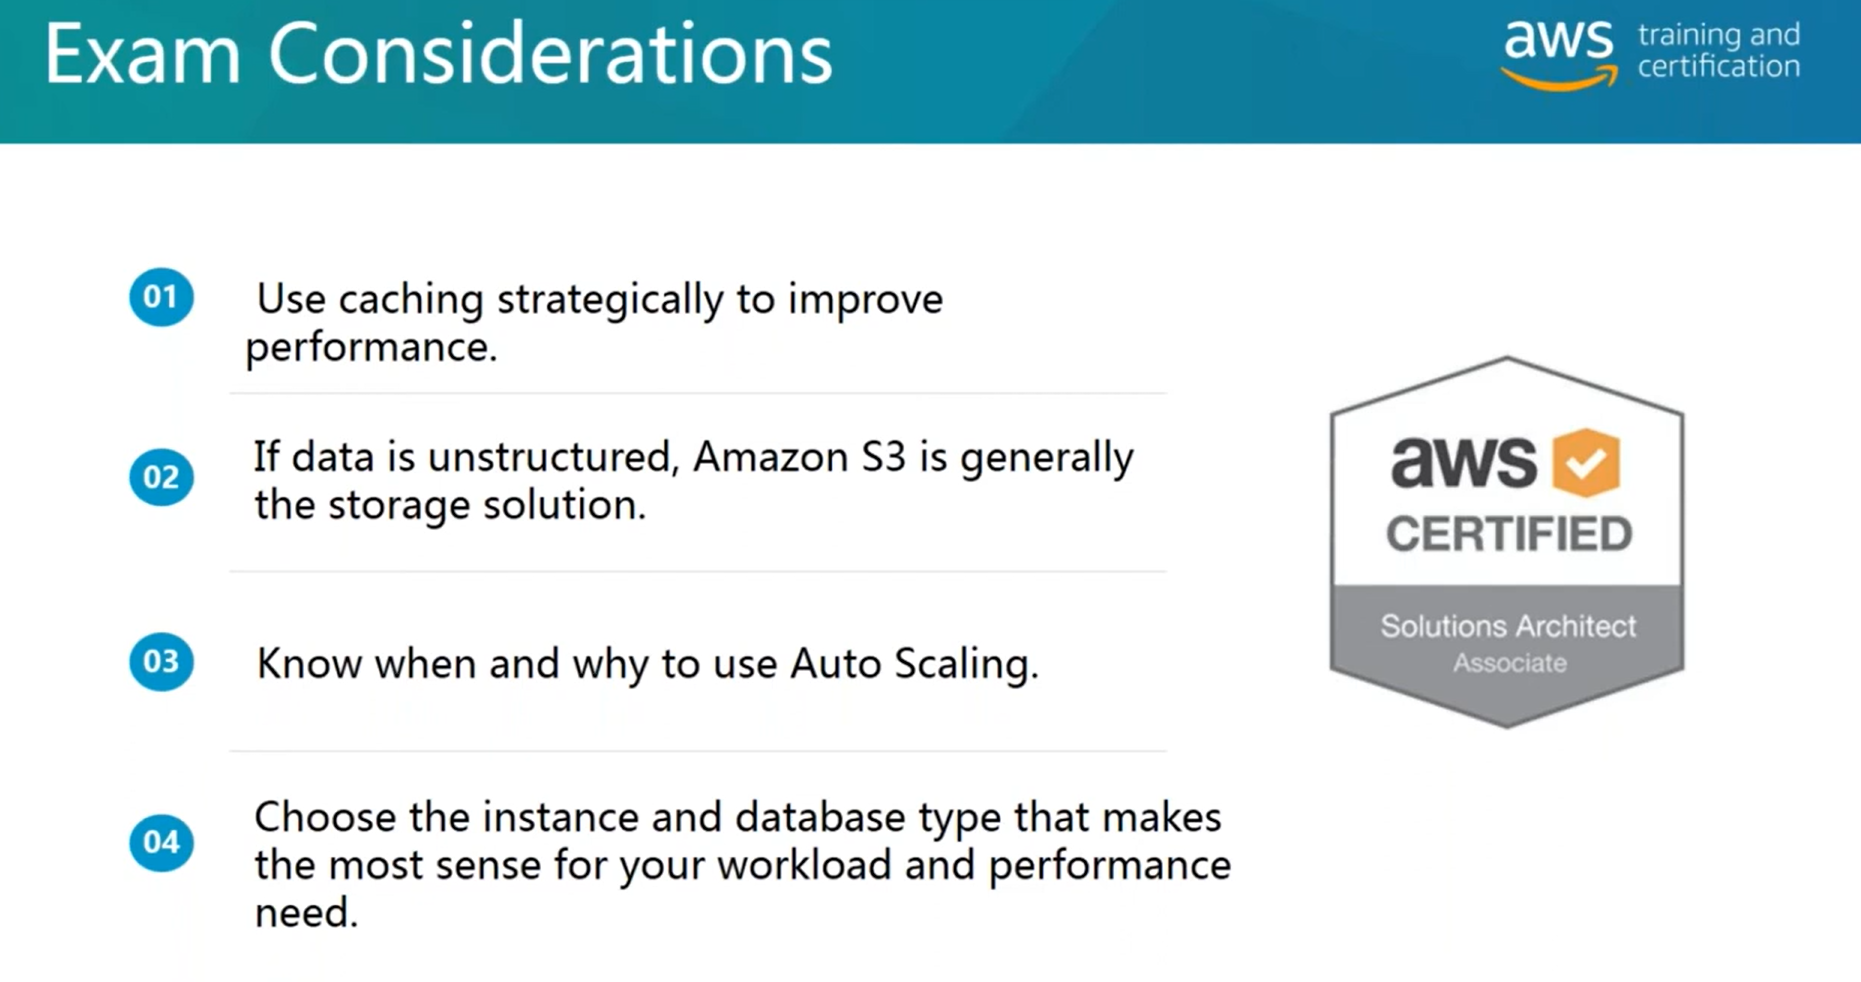 Exam Considerations
aws training and
certification
01 Use caching strategically to improve
performance.
02 If data is unstructured, Amazon S3 is generally
the storage solution.
03 Know when and why to use Auto Scaling.
04 Choose the instance and database type that makes
the most sense for your workload and performance
need.
aws
CERTIFIED
Solutions Architect
Associate